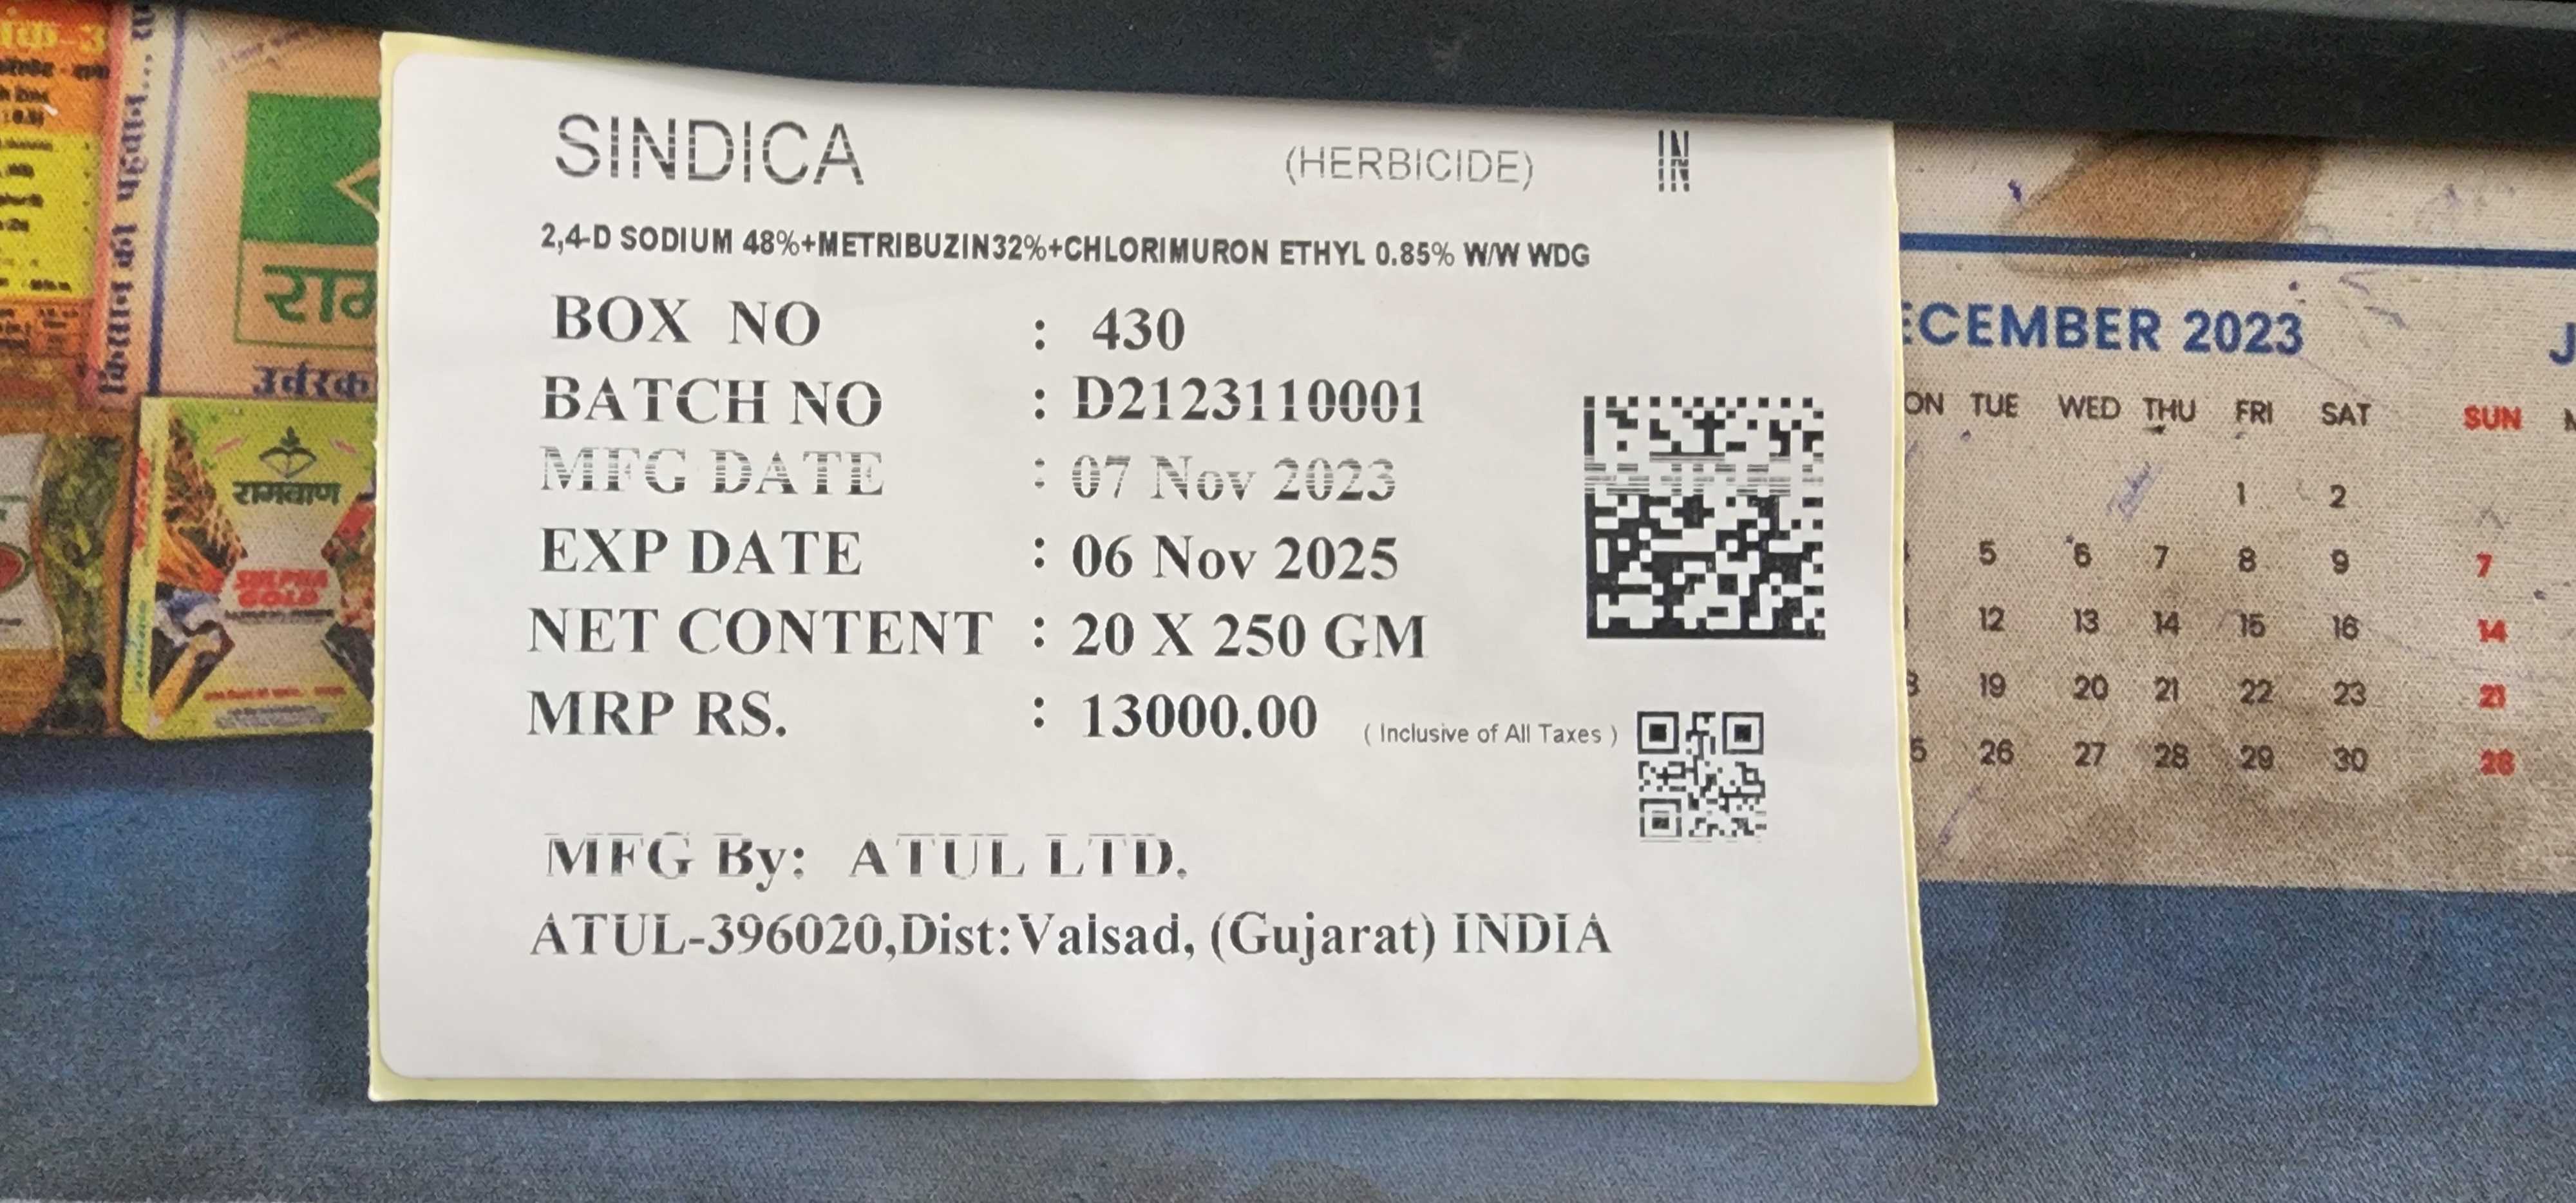 SINDICA (HERBICIDE) IN
2,4-D SODIUM 48%+METRIBUZIN32%+CHLORIMURON ETHYL 0.85% W/W WDG
BOX NO : 430
BATCH NO : D2123110001
MFG DATE : 07 Nov 2023
EXP DATE : 06 Nov 2025
NET CONTENT : 20 X 250 GM
MRP RS. : 13000.00 ( Inclusive of All Taxes )
MFG By: ATUL LTD.
ATUL-396020,Dist:Valsad, (Gujarat) INDIA
रामबाण
SULPHA
GOLD
ECEMBER 2023
ON TUE WED THU FRI SAT SUN
1 2
5 6 7 8 9 7
12 13 14 15 16 14
19 20 21 22 23 21
26 27 28 29 30 28